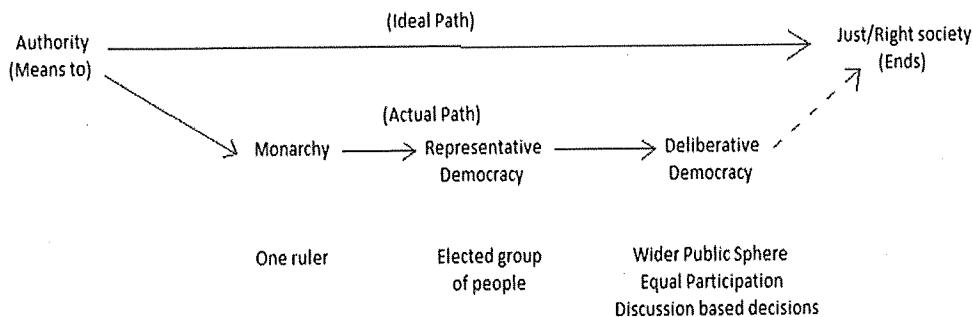 (Ideal Path)
Authority
(Means to)
Just/Right society
(Ends)
(Actual Path)
Monarchy
Representative
Democracy
Deliberative
Democracy
One ruler
Elected group
of people
Wider Public Sphere
Equal Participation
Discussion based decisions